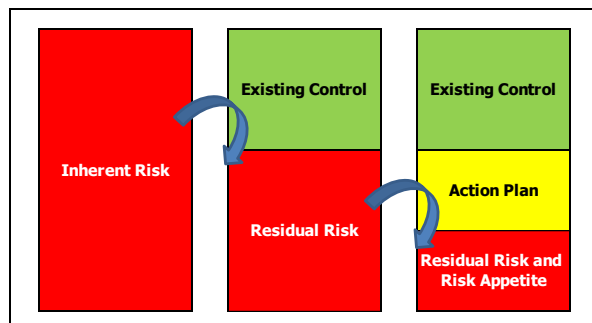 Inherent Risk
Existing Control
Residual Risk
Existing Control
Action Plan
Residual Risk and
Risk Appetite